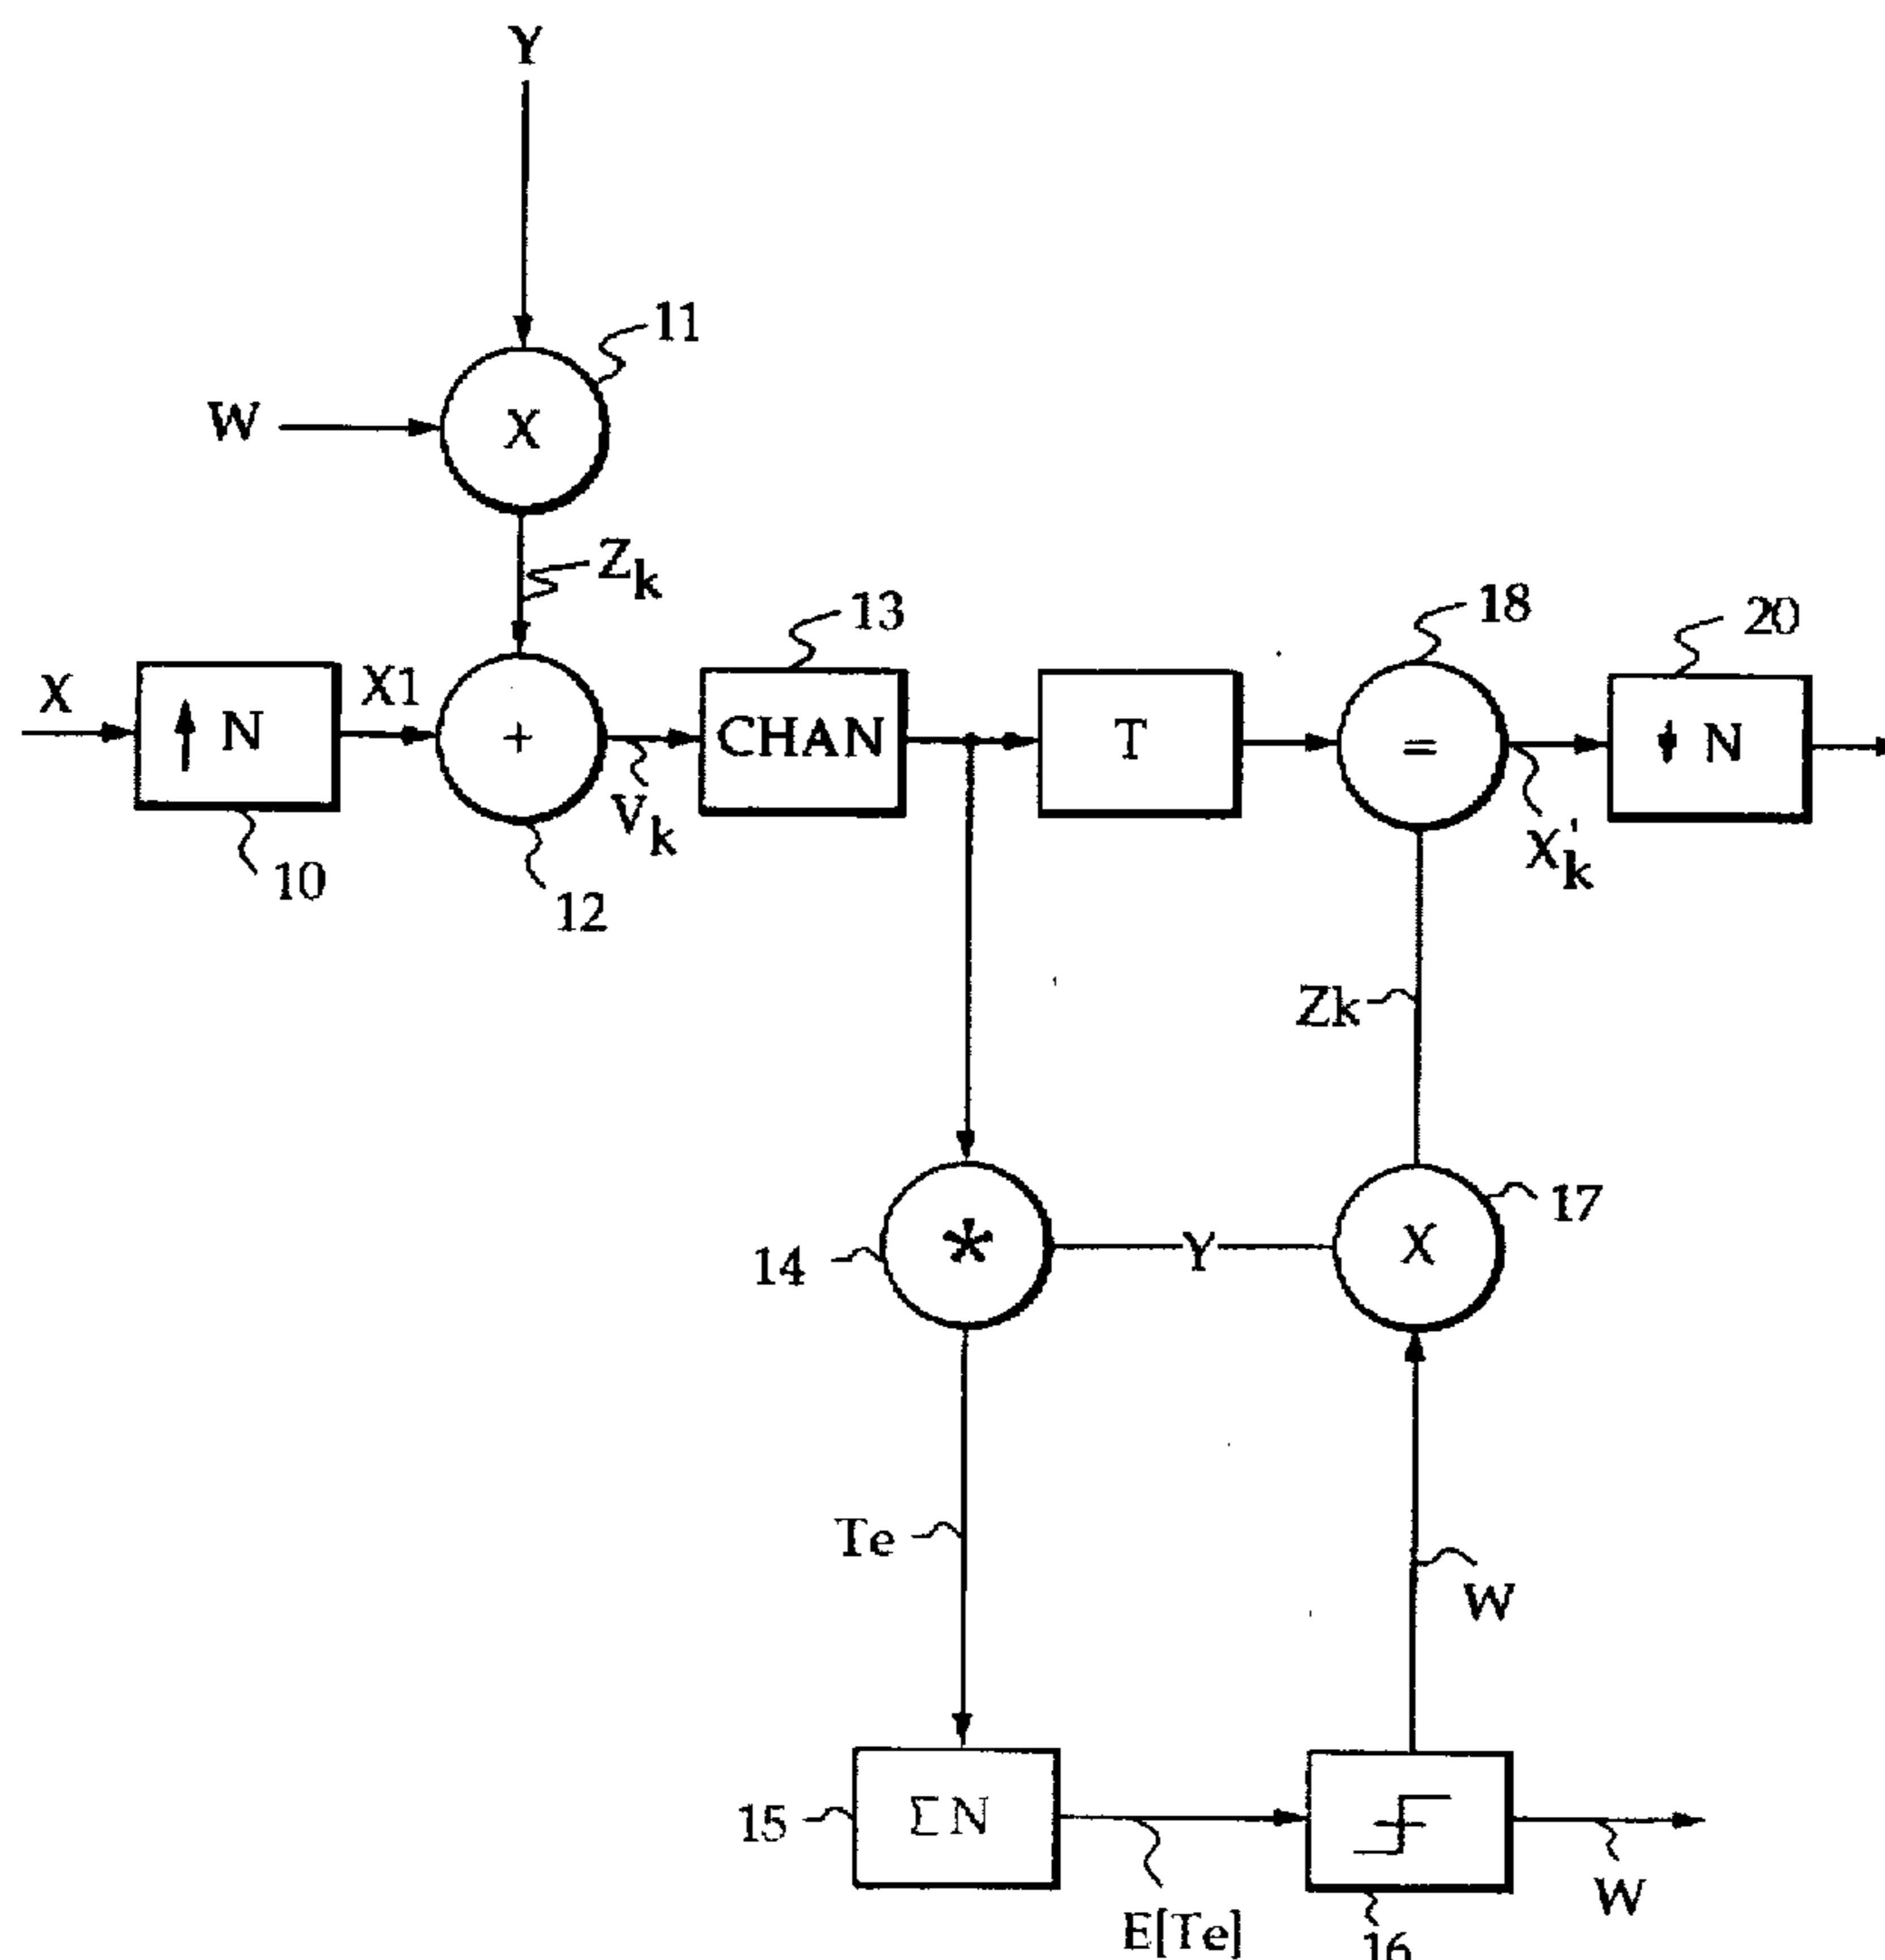 Y
11
W
X
Zk
13
18
20
X
↑ N
X1
+
CHAN
T
=
↓ N
Vk
X'k
10
12
Zk
17
14
*
Y
X
Te
W
15
ΣN
E[Te]
16
W